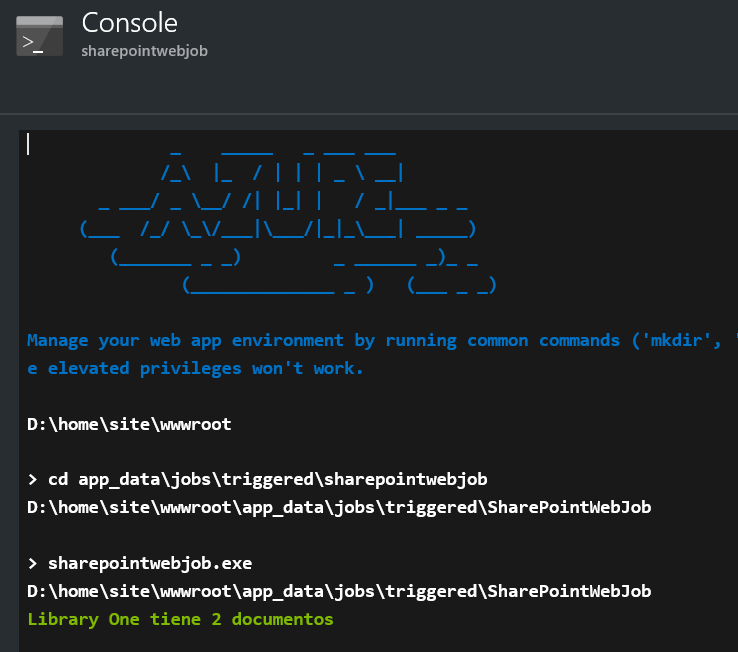 Console
sharepointwebjob
Manage your web app environment by running common commands ('mkdir', '
e elevated privileges won't work.
D:\home\site\wwwroot
> cd app_data\jobs\triggered\sharepointwebjob
D:\home\site\wwwroot\app_data\jobs\triggered\SharePointWebJob
> sharepointwebjob.exe
D:\home\site\wwwroot\app_data\jobs\triggered\SharePointWebJob
Library One tiene 2 documentos